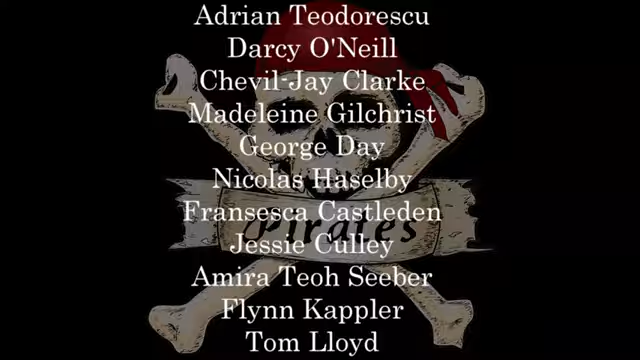 Adrian Teodorescu
Darcy O'Neill
Chevil-Jay Clarke
Madeleine Gilchrist
George Day
Nicolas Haselby
Fransesca Castleden
Pirates
Jessie Culley
Amira Teoh Seeber
Flynn Kappler
Tom Lloyd